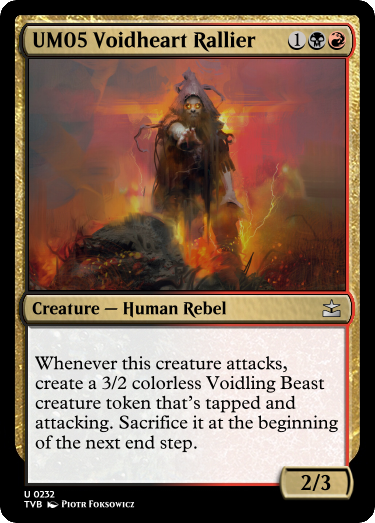 UM05 Voidheart Rallier 1
Creature — Human Rebel
Whenever this creature attacks,
create a 3/2 colorless Voidling Beast
creature token that's tapped and
attacking. Sacrifice it at the beginning
of the next end step.
2/3
U 0232
TVB Piotr Foksowicz